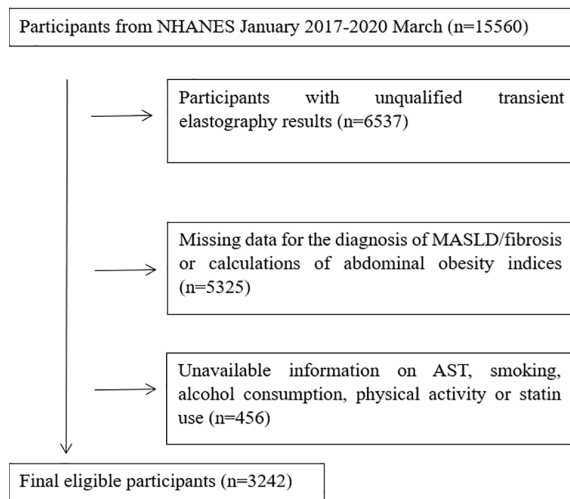 Participants from NHANES January 2017-2020 March (n=15560)
Participants with unqualified transient
elastography results (n=6537)
Missing data for the diagnosis of MASLD/fibrosis
or calculations of abdominal obesity indices
(n=5325)
Unavailable information on AST, smoking,
alcohol consumption, physical activity or statin
use (n=456)
Final eligible participants (n=3242)